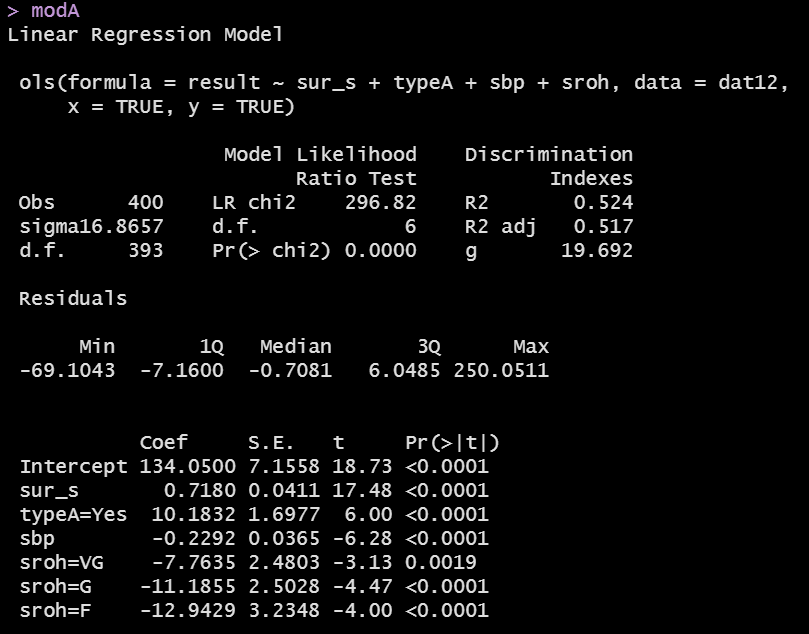 > modA
Linear Regression Model

 ols(formula = result ~ sur_s + typeA + sbp + sroh, data = dat12,
     x = TRUE, y = TRUE)

                  Model Likelihood    Discrimination
                        Ratio Test           Indexes
 Obs      400    LR chi2    296.82    R2       0.524
 sigma16.8657    d.f.            6    R2 adj   0.517
 d.f.     393    Pr(> chi2) 0.0000    g       19.692

 Residuals

      Min       1Q   Median       3Q      Max
 -69.1043  -7.1600  -0.7081   6.0485 250.0511


           Coef     S.E.   t     Pr(>|t|)
 Intercept 134.0500 7.1558 18.73 <0.0001
 sur_s       0.7180 0.0411 17.48 <0.0001
 typeA=Yes  10.1832 1.6977  6.00 <0.0001
 sbp        -0.2292 0.0365 -6.28 <0.0001
 sroh=VG    -7.7635 2.4803 -3.13 0.0019
 sroh=G    -11.1855 2.5028 -4.47 <0.0001
 sroh=F    -12.9429 3.2348 -4.00 <0.0001